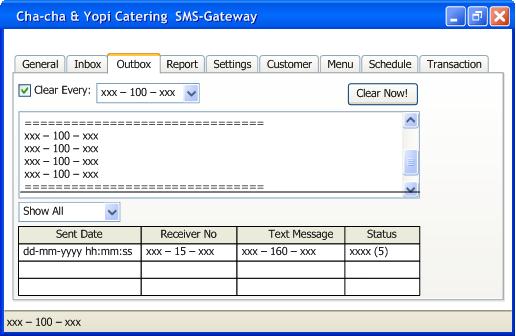 Cha-cha & Yopi Catering  SMS-Gateway
General Inbox Outbox Report Settings Customer Menu Schedule Transaction
Clear Every: xxx – 100 – xxx Clear Now!
==============================
xxx – 100 – xxx
xxx – 100 – xxx
xxx – 100 – xxx
xxx – 100 – xxx
==============================
Show All
Sent Date Receiver No Text Message Status
dd-mm-yyyy hh:mm:ss xxx – 15 – xxx xxx – 160 – xxx xxxx (5)
xxx – 100 – xxx